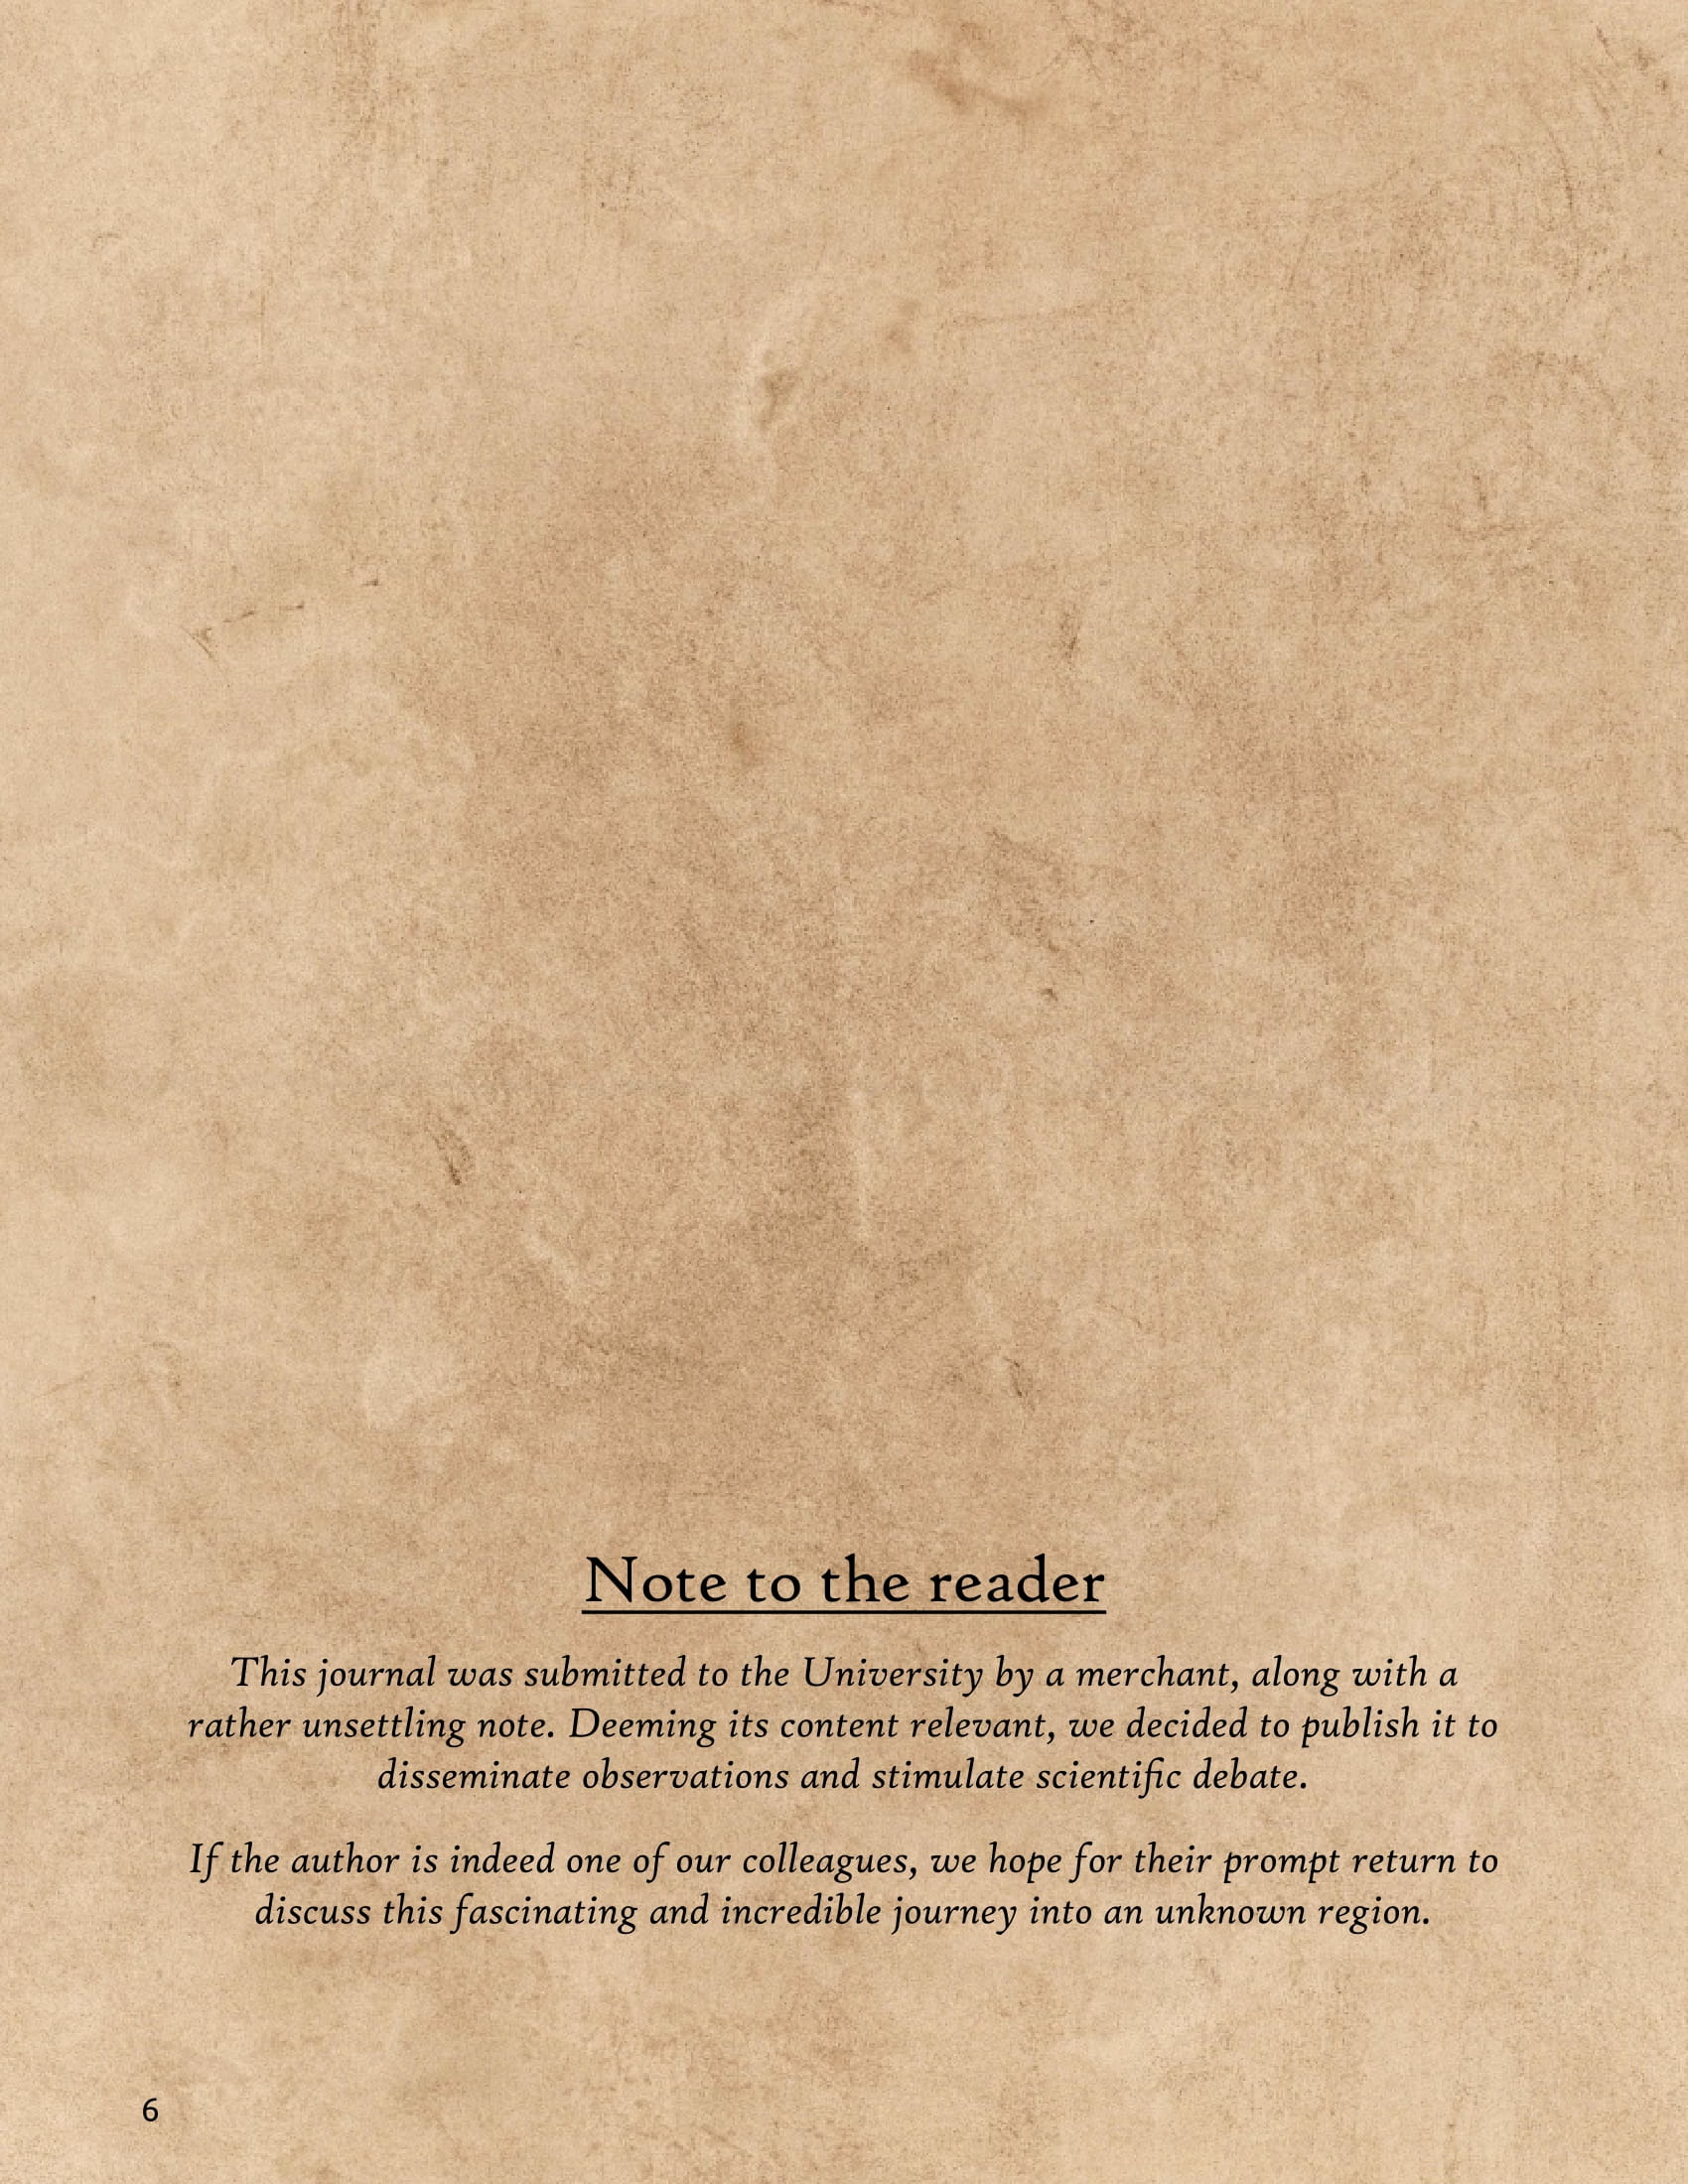 Note to the reader
This journal was submitted to the University by a merchant, along with a
rather unsettling note. Deeming its content relevant, we decided to publish it to
disseminate observations and stimulate scientific debate.
If the author is indeed one of our colleagues, we hope for their prompt return to
discuss this fascinating and incredible journey into an unknown region.
6